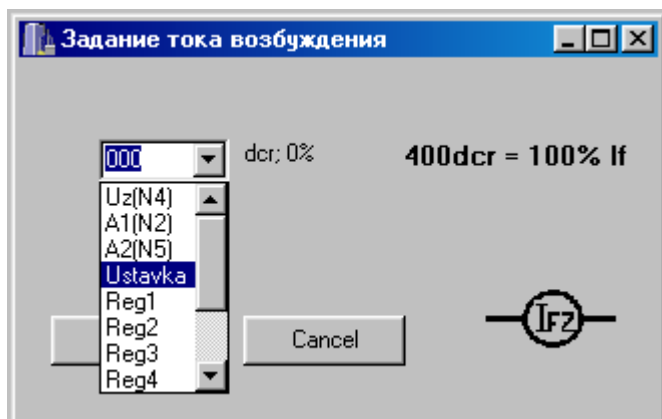 Задание тока возбуждения
000
dcr; 0%
400dcr = 100% If
Uz(N4)
A1(N2)
A2(N5)
Ustavka
Reg1
Reg2
Reg3
Reg4
Cancel
IFZ